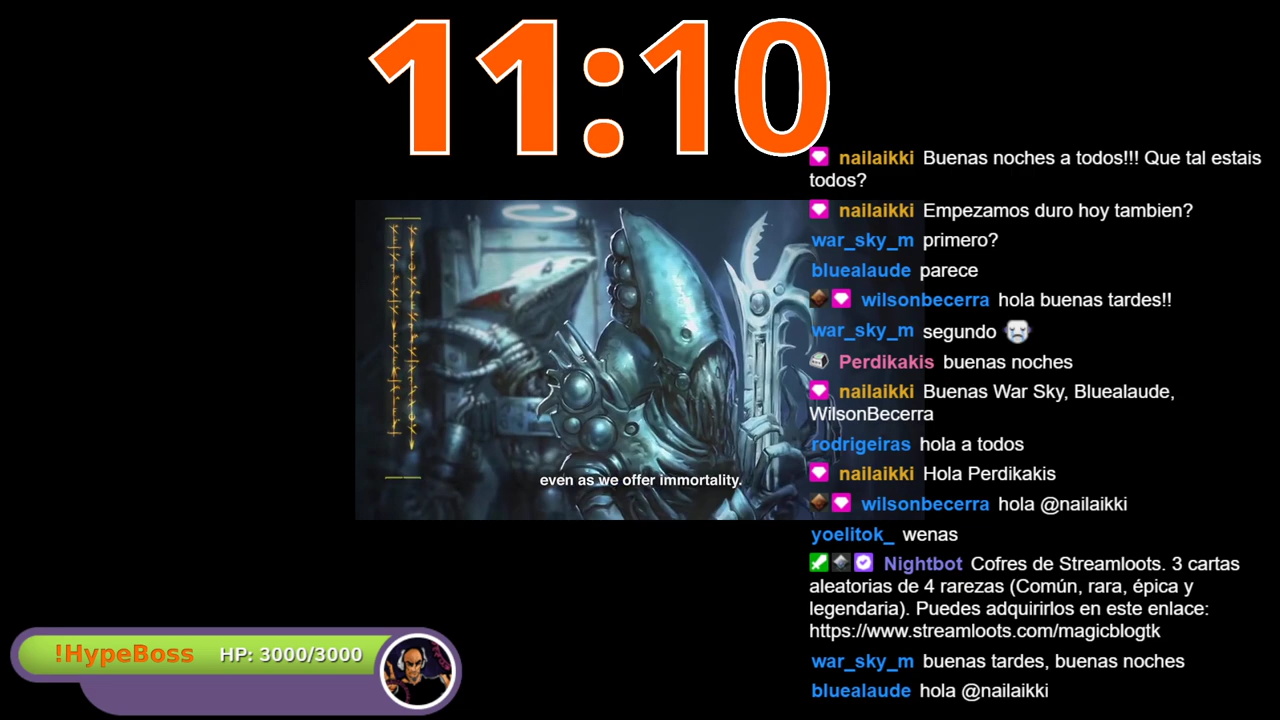 11:10
nailaikki Buenas noches a todos!!! Que tal estais
todos?
nailaikki Empezamos duro hoy tambien?
war_sky_m primero?
bluealaude parece
wilsonbecerra hola buenas tardes!!
war_sky_m segundo
Perdikakis buenas noches
nailaikki Buenas War Sky, Bluealaude,
WilsonBecerra
rodrigeiras hola a todos
nailaikki Hola Perdikakis
even as we offer immortality.
wilsonbecerra hola @nailaikki
yoelitok_ wenas
Nightbot Cofres de Streamloots. 3 cartas
aleatorias de 4 rarezas (Común, rara, épica y
legendaria). Puedes adquirirlos en este enlace:
https://www.streamloots.com/magicblogtk
war_sky_m buenas tardes, buenas noches
bluealaude hola @nailaikki
!HypeBoss HP: 3000/3000